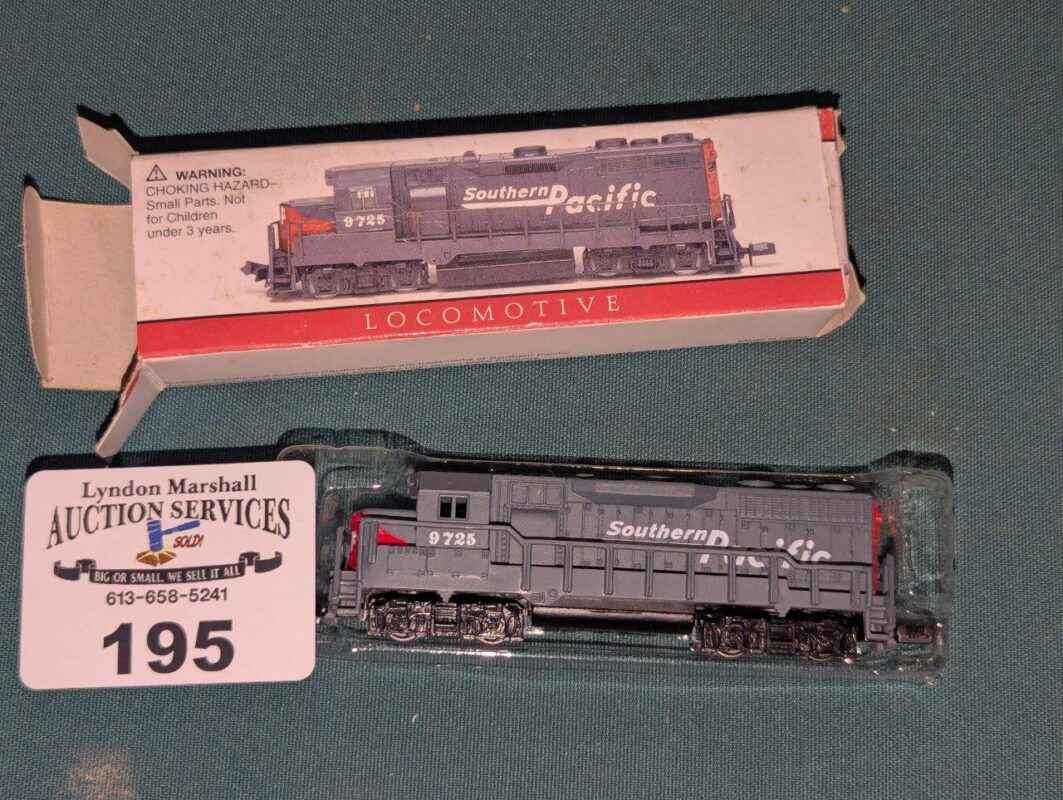 WARNING:
CHOKING HAZARD-
Small Parts. Not
for Children
under 3 years.
Southern
Pacific
9725
LOCOMOTIVE
Lyndon Marshall
AUCTION SERVICES
SOLD!
BIG OR SMALL, WE SELL IT ALL
613-658-5241
195
Southern
Pacific
9725